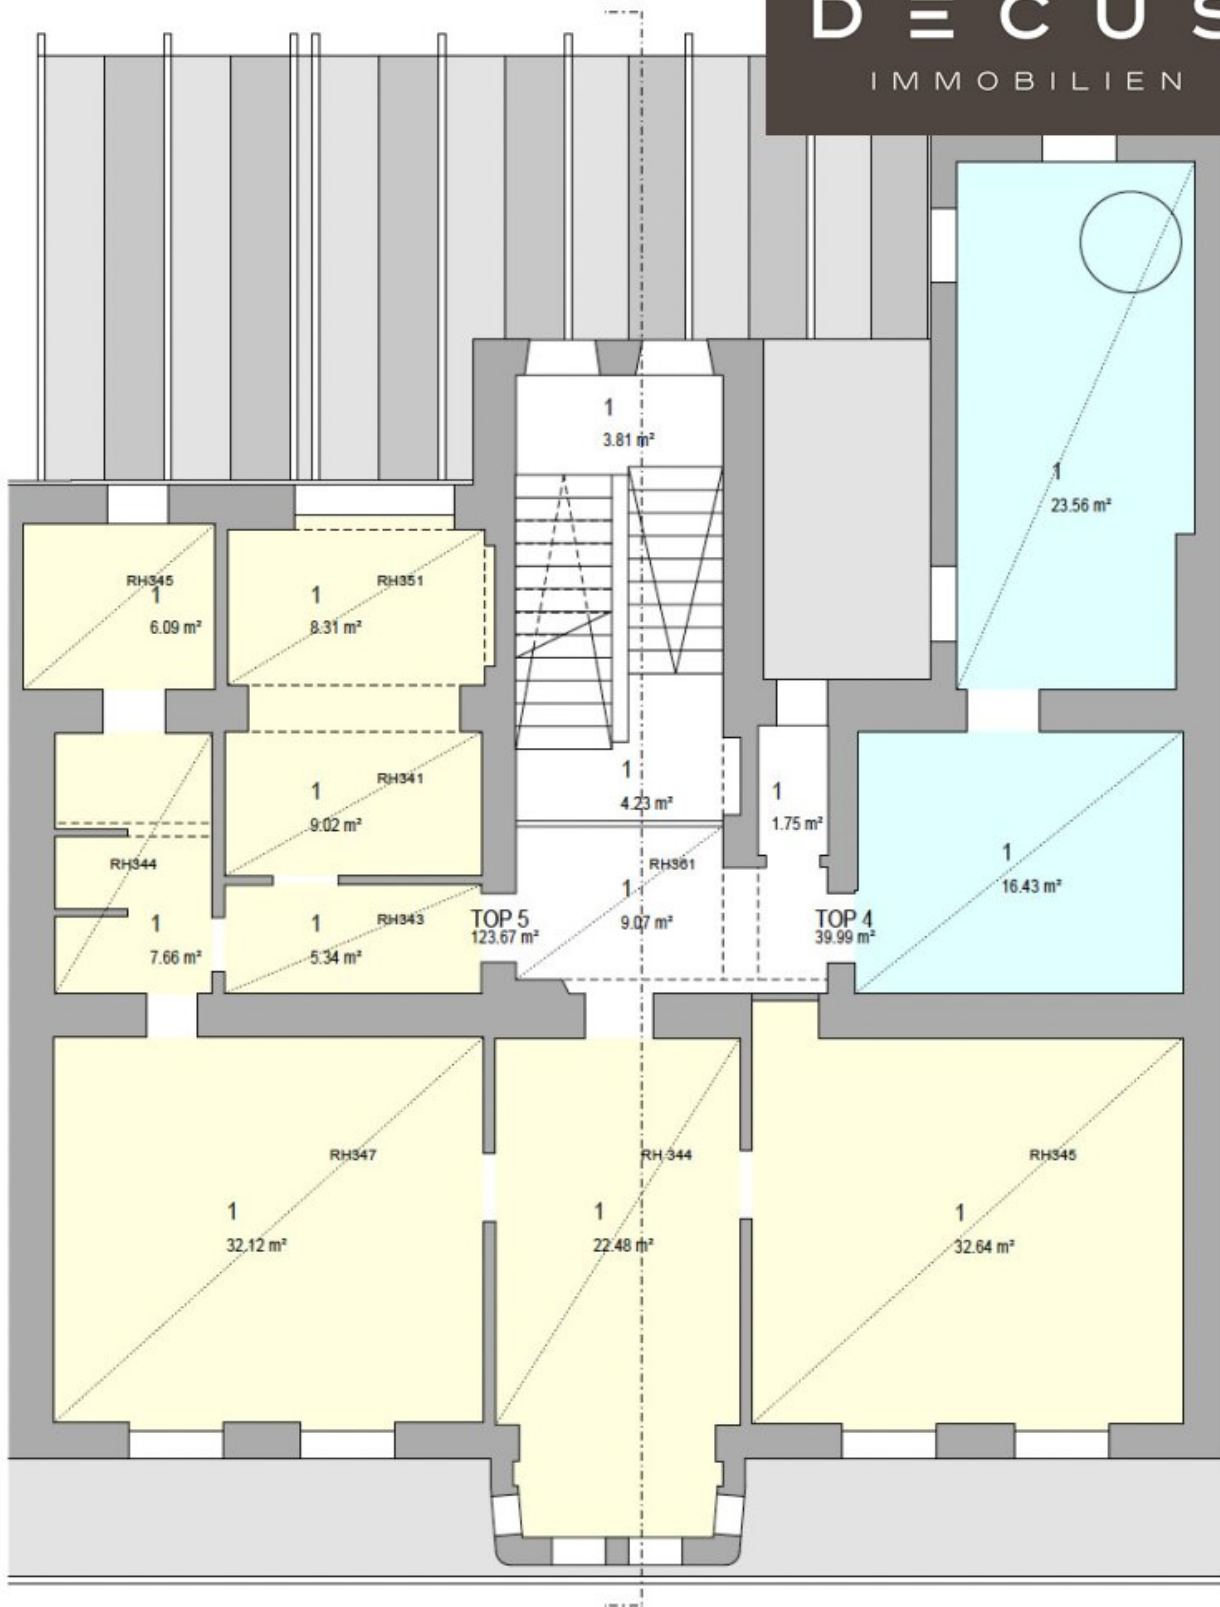 DECUS
IMMOBILIEN
1
3.81 m²
1
23.56 m²
RH345
1
6.09 m²
RH351
1
8.31 m²
RH341
1
9.02 m²
1
4.23 m²
1
1.75 m²
RH344
1
7.66 m²
RH343
1
5.34 m²
TOP 5
123.67 m²
RH361
1
9.07 m²
TOP 4
39.99 m²
1
16.43 m²
RH347
1
32.12 m²
RH344
1
22.48 m²
RH345
1
32.64 m²